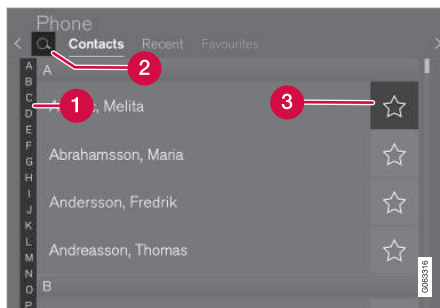 Phone
Contacts Recent Favourites
2
A
A
B
C
D
E
F
G
H
I
J
K
L
M
N
O
P
1
Melita
3
Abrahamsson, Maria
Andersson, Fredrik
Andreasson, Thomas
B
G063316